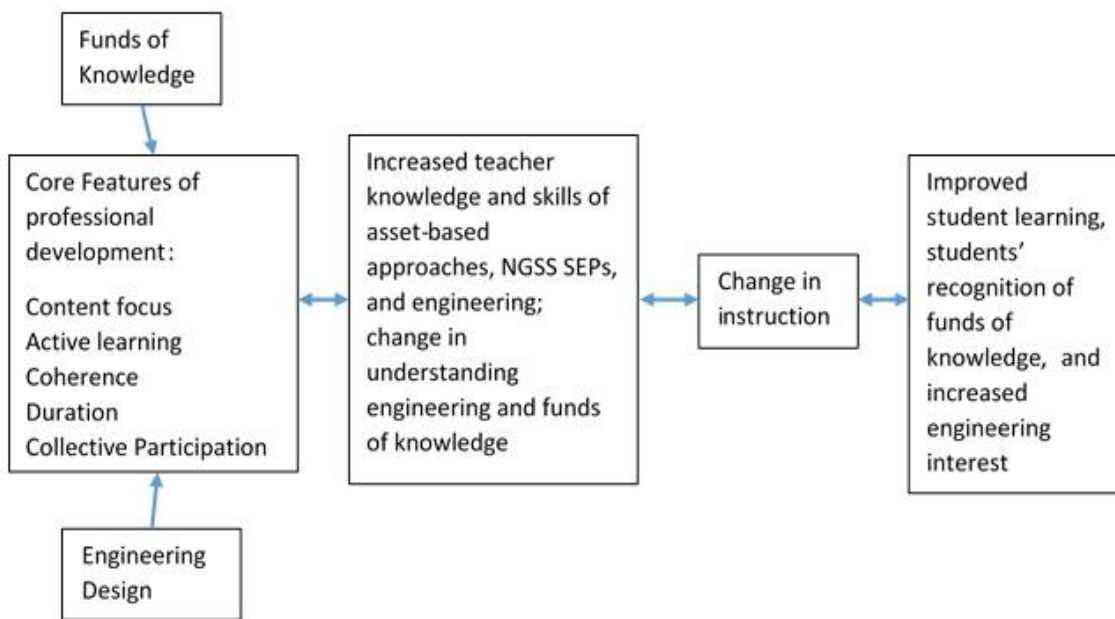 Funds of
Knowledge
Core Features of
professional
development:
Content focus
Active learning
Coherence
Duration
Collective Participation
Engineering
Design
Increased teacher
knowledge and skills of
asset-based
approaches, NGSS SEPs,
and engineering;
change in
understanding
engineering and funds
of knowledge
Change in
instruction
Improved
student learning,
students’
recognition of
funds of
knowledge, and
increased
engineering
interest